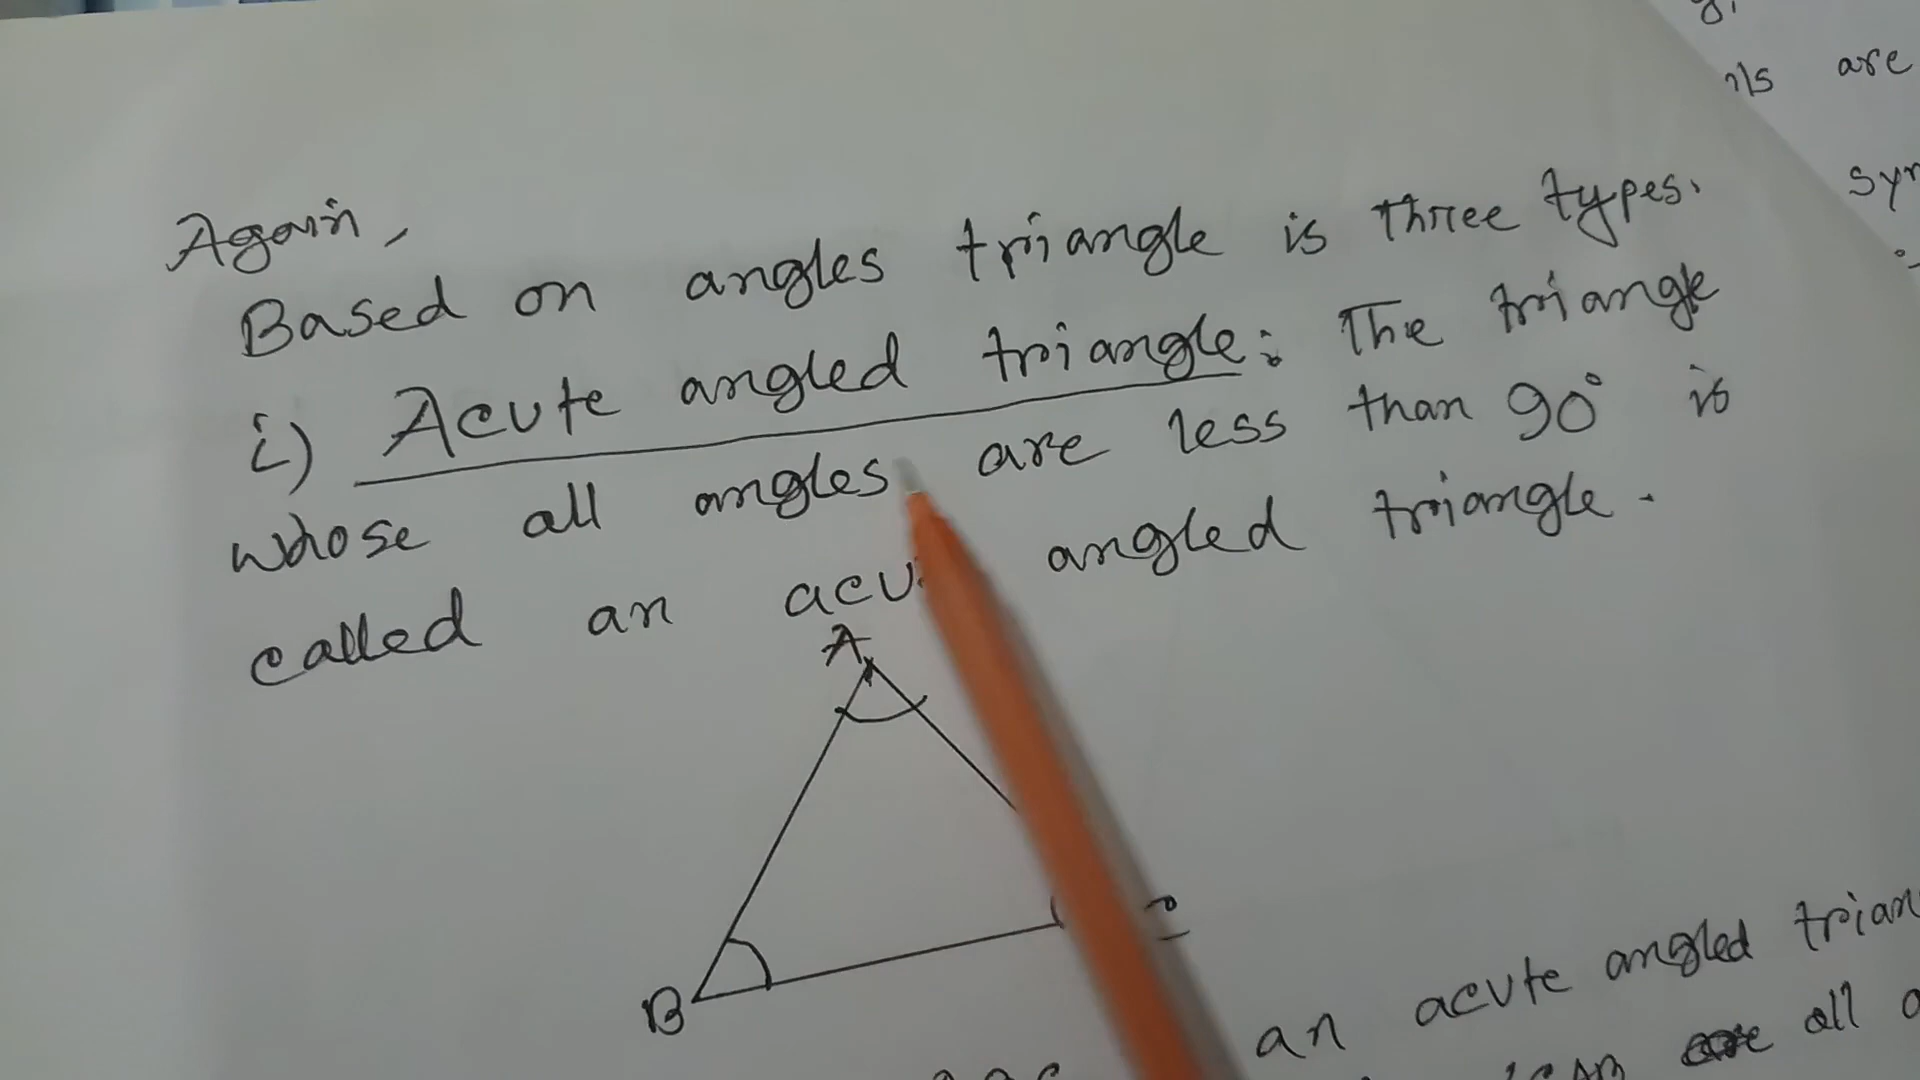 Again,
Based on angles triangle is three types.
i) Acute angled triangle: The triangle
whose all angles are less than 90° is
called an acu angled triangle.
A
B
an acute angled trian
all
are